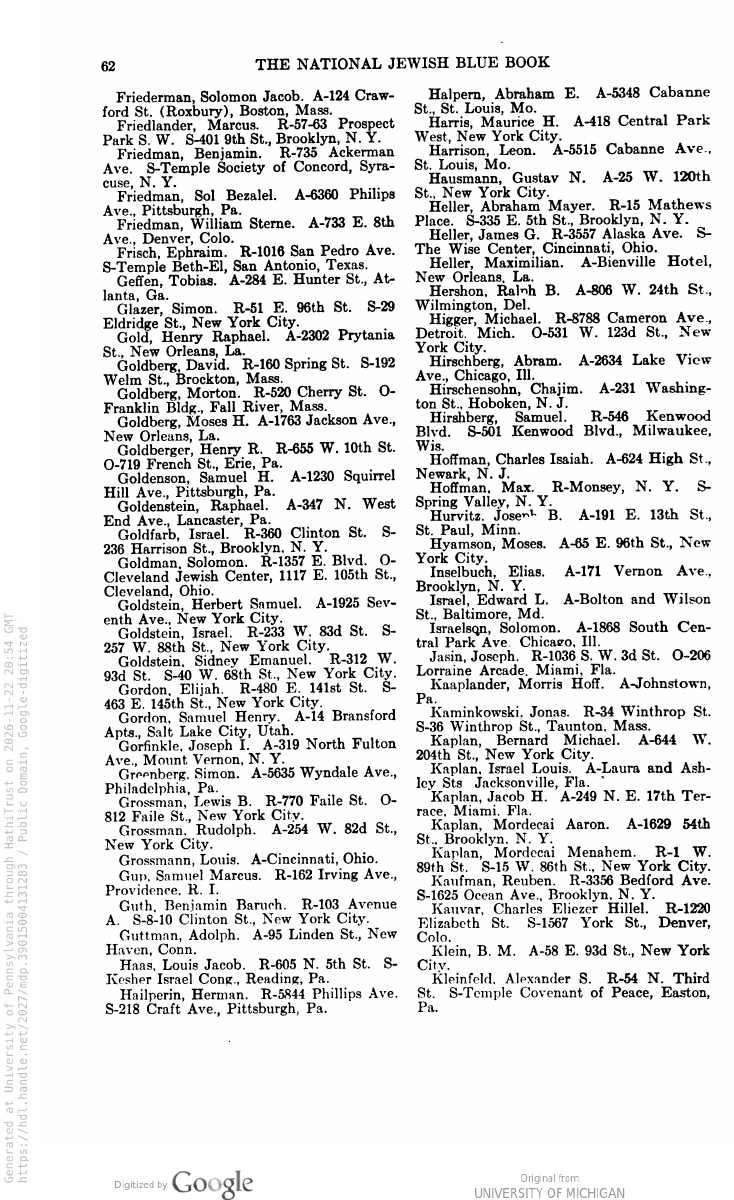 62
THE NATIONAL JEWISH BLUE BOOK
Friederman, Solomon Jacob. A-124 Craw-
ford St. (Roxbury), Boston, Mass.
Friedlander, Marcus. R-57-63 Prospect
Park S. W. S-401 9th St., Brooklyn, N. Y.
Friedman, Benjamin. R-735 Ackerman
Ave. S-Temple Society of Concord, Syra-
cuse, N. Y.
Friedman, Sol Bezalel. A-6360 Philips
Ave., Pittsburgh, Pa.
Friedman, William Sterne. A-733 E. 8th
Ave., Denver, Colo.
Frisch, Ephraim. R-1016 San Pedro Ave.
S-Temple Beth-El, San Antonio, Texas.
Geffen, Tobias. A-284 E. Hunter St., At-
lanta, Ga.
Glazer, Simon. R-51 E. 96th St. S-29
Eldridge St., New York City.
Gold, Henry Raphael. A-2302 Prytania
St., New Orleans, La.
Goldberg, David. R-160 Spring St. S-192
Welm St., Brockton, Mass.
Goldberg, Morton. R-520 Cherry St. O-
Franklin Bldg., Fall River, Mass.
Goldberg, Moses H. A-1763 Jackson Ave.,
New Orleans, La.
Goldberger, Henry R. R-655 W. 10th St.
O-719 French St., Erie, Pa.
Goldenson, Samuel H. A-1230 Squirrel
Hill Ave., Pittsburgh, Pa.
Goldenstein, Raphael. A-347 N. West
End Ave., Lancaster, Pa.
Goldfarb, Israel. R-360 Clinton St. S-
236 Harrison St., Brooklyn, N. Y.
Goldman, Solomon. R-1357 E. Blvd. O-
Cleveland Jewish Center, 1117 E. 105th St.,
Cleveland, Ohio.
Goldstein, Herbert Samuel. A-1925 Sev-
enth Ave., New York City.
Goldstein, Israel. R-233 W. 83d St. S-
257 W. 88th St., New York City.
Goldstein, Sidney Emanuel. R-312 W.
93d St. S-40 W. 68th St., New York City.
Gordon, Elijah. R-480 E. 141st St. S-
463 E. 145th St., New York City.
Gordon, Samuel Henry. A-14 Bransford
Apts., Salt Lake City, Utah.
Gorfinkle, Joseph I. A-319 North Fulton
Ave., Mount Vernon, N. Y.
Greenberg, Simon. A-5635 Wyndale Ave.,
Philadelphia, Pa.
Grossman, Lewis B. R-770 Faile St. O-
812 Faile St., New York City.
Grossman, Rudolph. A-254 W. 82d St.,
New York City.
Grossmann, Louis. A-Cincinnati, Ohio.
Gup, Samuel Marcus. R-162 Irving Ave.,
Providence, R. I.
Guth, Benjamin Baruch. R-103 Avenue
A. S-8-10 Clinton St., New York City.
Guttman, Adolph. A-95 Linden St., New
Haven, Conn.
Haas, Louis Jacob. R-605 N. 5th St. S-
Kesher Israel Cong., Reading, Pa.
Hailperin, Herman. R-5844 Phillips Ave.
S-218 Craft Ave., Pittsburgh, Pa.
Halpern, Abraham E. A-5348 Cabanne
St., St. Louis, Mo.
Harris, Maurice H. A-418 Central Park
West, New York City.
Harrison, Leon. A-5515 Cabanne Ave.,
St. Louis, Mo.
Hausmann, Gustav N. A-25 W. 120th
St., New York City.
Heller, Abraham Mayer. R-15 Mathews
Place. S-335 E. 5th St., Brooklyn, N. Y.
Heller, James G. R-3557 Alaska Ave. S-
The Wise Center, Cincinnati, Ohio.
Heller, Maximilian. A-Bienville Hotel,
New Orleans, La.
Hershon, Ralph B. A-806 W. 24th St.,
Wilmington, Del.
Higger, Michael. R-8788 Cameron Ave.,
Detroit, Mich. O-531 W. 123d St., New
York City.
Hirschberg, Abram. A-2634 Lake View
Ave., Chicago, Ill.
Hirschensohn, Chajim. A-231 Washing-
ton St., Hoboken, N. J.
Hirshberg, Samuel. R-546 Kenwood
Blvd. S-501 Kenwood Blvd., Milwaukee,
Wis.
Hoffman, Charles Isaiah. A-624 High St.,
Newark, N. J.
Hoffman, Max. R-Monsey, N. Y. S-
Spring Valley, N. Y.
Hurvitz, Joseph B. A-191 E. 13th St.,
St. Paul, Minn.
Hyamson, Moses. A-65 E. 96th St., New
York City.
Inselbuch, Elias. A-171 Vernon Ave.,
Brooklyn, N. Y.
Israel, Edward L. A-Bolton and Wilson
St., Baltimore, Md.
Israelson, Solomon. A-1868 South Cen-
tral Park Ave. Chicago, Ill.
Jasin, Joseph. R-1036 S. W. 3d St. O-206
Lorraine Arcade, Miami, Fla.
Kaaplander, Morris Hoff. A-Johnstown,
Pa.
Kaminkowski, Jonas. R-34 Winthrop St.
S-36 Winthrop St., Taunton, Mass.
Kaplan, Bernard Michael. A-644 W.
204th St., New York City.
Kaplan, Israel Louis. A-Laura and Ash-
ley Sts Jacksonville, Fla.
Kaplan, Jacob H. A-249 N. E. 17th Ter-
race, Miami, Fla.
Kaplan, Mordecai Aaron. A-1629 54th
St., Brooklyn, N. Y.
Kaplan, Mordecai Menahem. R-1 W.
89th St. S-15 W. 86th St., New York City.
Kaufman, Reuben. R-3356 Bedford Ave.
S-1625 Ocean Ave., Brooklyn, N. Y.
Kauvar, Charles Eliezer Hillel. R-1220
Elizabeth St. S-1567 York St., Denver,
Colo.
Klein, B. M. A-58 E. 93d St., New York
City.
Kleinfeld, Alexander S. R-54 N. Third
St. S-Temple Covenant of Peace, Easton,
Pa.
Generated at University of Pennsylvania through HathiTrust on 2026-11-22 20:54 GMT
https://hdl.handle.net/2027/mdp.39015004131283 / Public Domain, Google-digitized
Digitized by Google
Original from
UNIVERSITY OF MICHIGAN